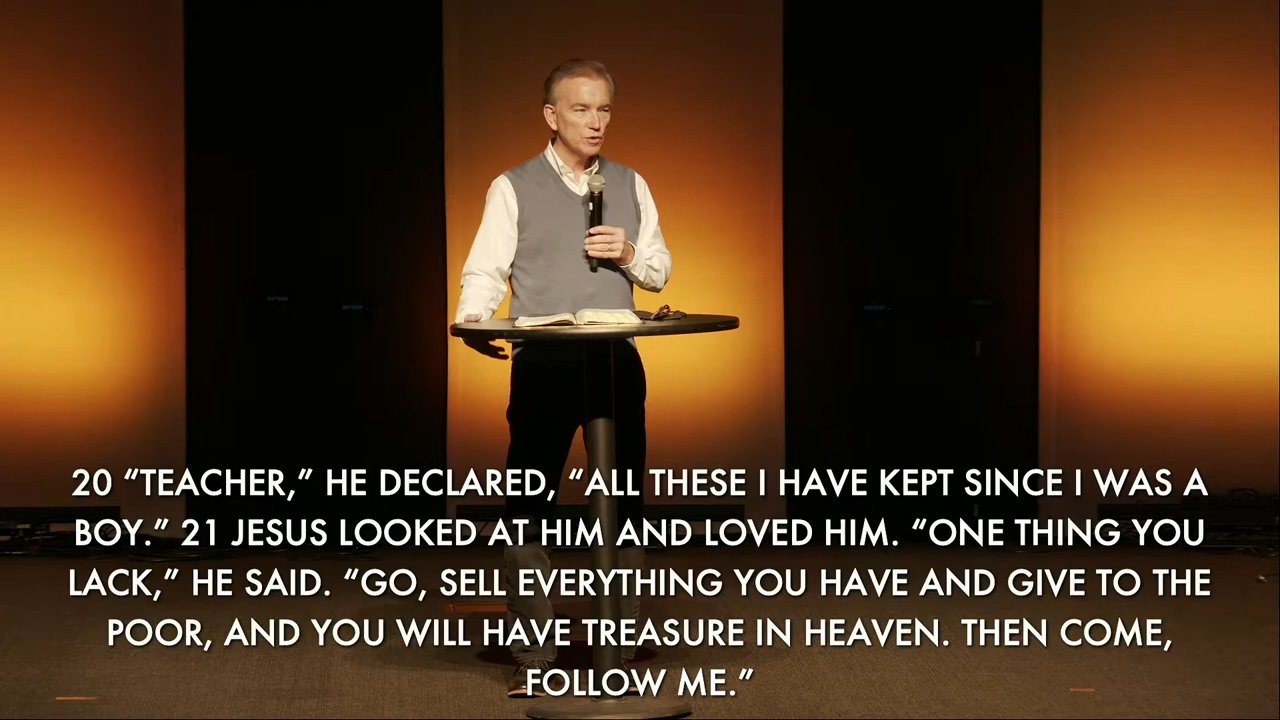 20 “TEACHER,” HE DECLARED, “ALL THESE I HAVE KEPT SINCE I WAS A
BOY.” 21 JESUS LOOKED AT HIM AND LOVED HIM. “ONE THING YOU
LACK,” HE SAID. “GO, SELL EVERYTHING YOU HAVE AND GIVE TO THE
POOR, AND YOU WILL HAVE TREASURE IN HEAVEN. THEN COME,
FOLLOW ME.”